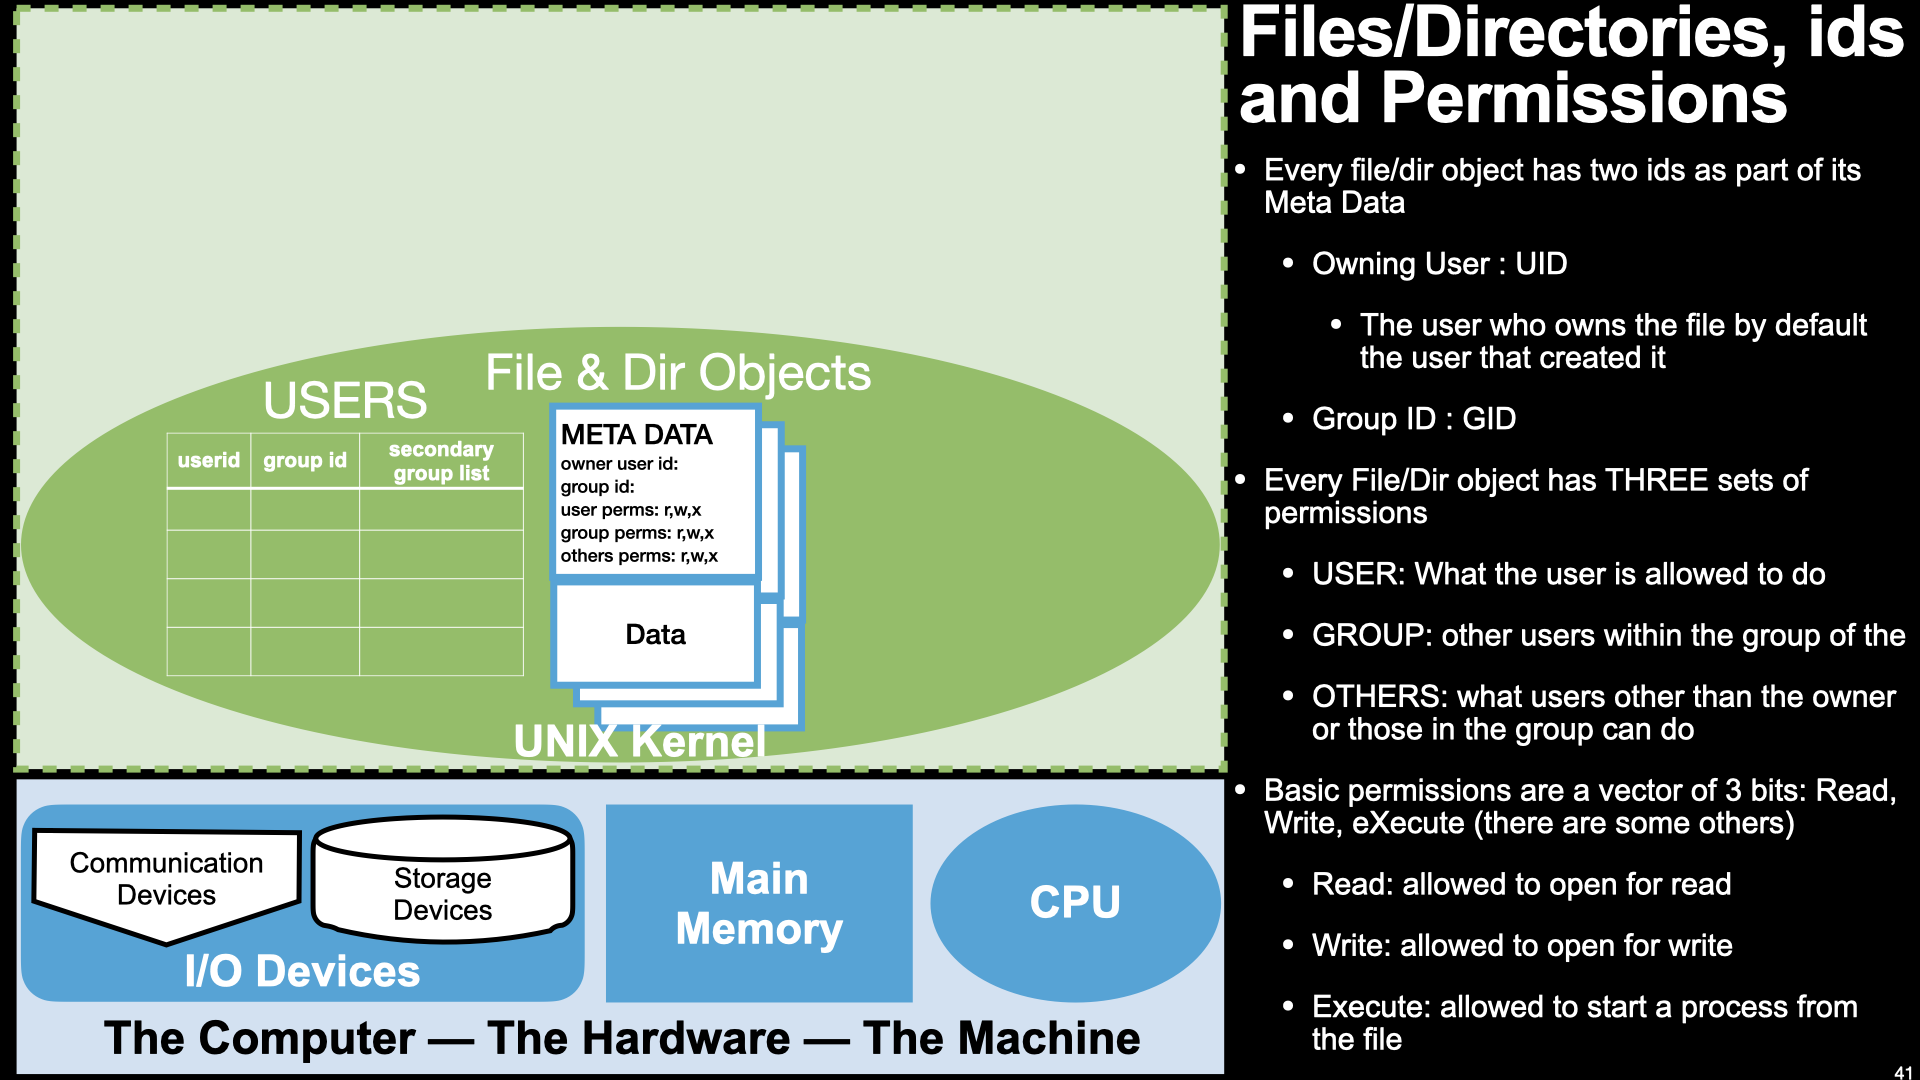 Files/Directories, ids
and Permissions
• Every file/dir object has two ids as part of its
Meta Data
• Owning User : UID
• The user who owns the file by default
the user that created it
• Group ID : GID
• Every File/Dir object has THREE sets of
permissions
• USER: What the user is allowed to do
• GROUP: other users within the group of the
• OTHERS: what users other than the owner
or those in the group can do
• Basic permissions are a vector of 3 bits: Read,
Write, eXecute (there are some others)
• Read: allowed to open for read
• Write: allowed to open for write
• Execute: allowed to start a process from
the file
41
File & Dir Objects
USERS
userid group id secondary
group list
META DATA
owner user id:
group id:
user perms: r,w,x
group perms: r,w,x
others perms: r,w,x
Data
UNIX Kernel
Communication
Devices
Storage
Devices
I/O Devices
Main
Memory
CPU
The Computer — The Hardware — The Machine